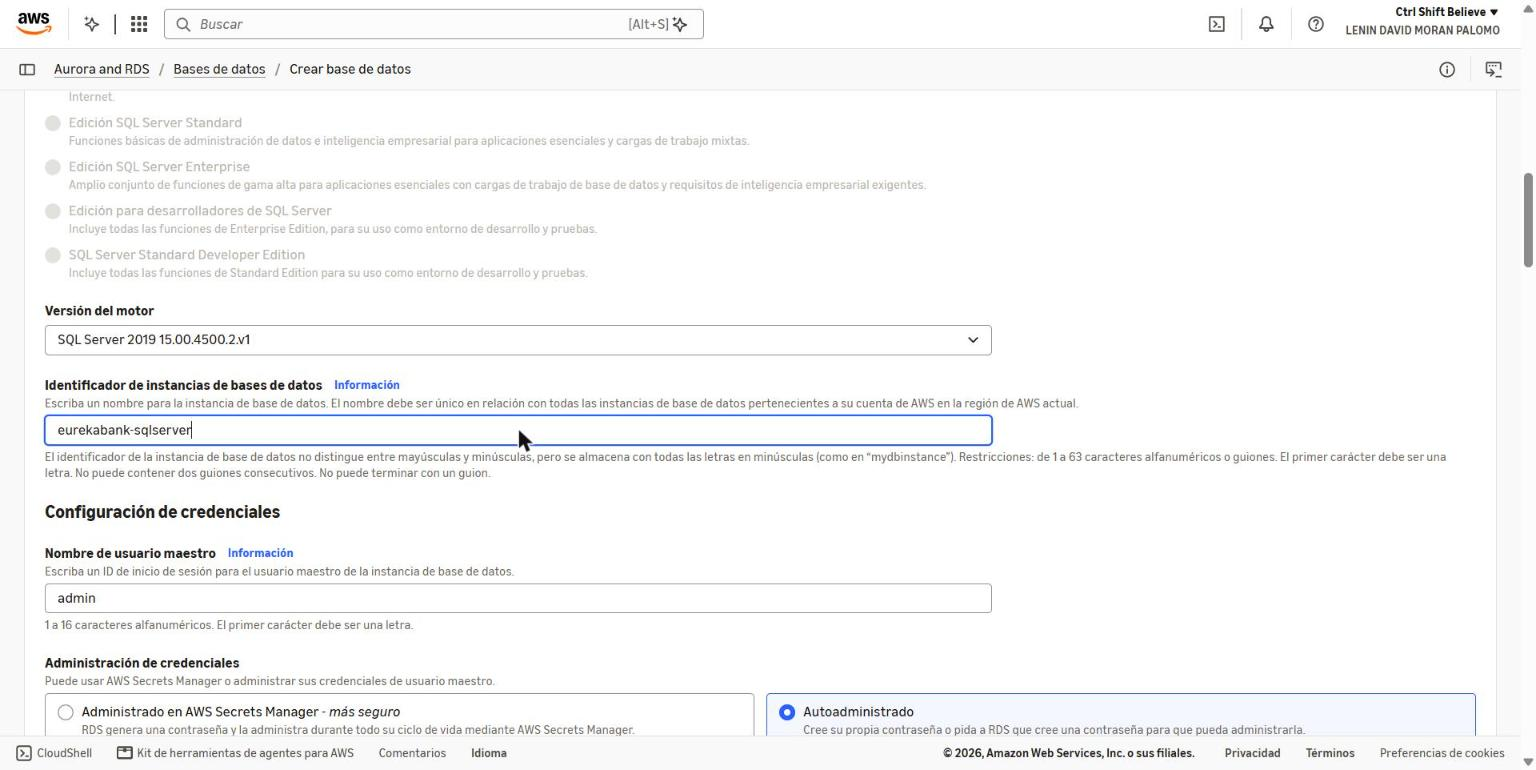 aws
Buscar
[Alt+S]
Ctrl Shift Believe ▼
LENIN DAVID MORAN PALOMO
Aurora and RDS / Bases de datos / Crear base de datos
Internet.
Edición SQL Server Standard
Funciones básicas de administración de datos e inteligencia empresarial para aplicaciones esenciales y cargas de trabajo mixtas.
Edición SQL Server Enterprise
Amplio conjunto de funciones de gama alta para aplicaciones esenciales con cargas de trabajo de base de datos y requisitos de inteligencia empresarial exigentes.
Edición para desarrolladores de SQL Server
Incluye todas las funciones de Enterprise Edition, para su uso como entorno de desarrollo y pruebas.
SQL Server Standard Developer Edition
Incluye todas las funciones de Standard Edition para su uso como entorno de desarrollo y pruebas.
Versión del motor
SQL Server 2019 15.00.4500.2.v1
Identificador de instancias de bases de datos Información
Escriba un nombre para la instancia de base de datos. El nombre debe ser único en relación con todas las instancias de base de datos pertenecientes a su cuenta de AWS en la región de AWS actual.
eurekabank-sqlserver
El identificador de la instancia de base de datos no distingue entre mayúsculas y minúsculas, pero se almacena con todas las letras en minúsculas (como en “mydbinstance”). Restricciones: de 1 a 63 caracteres alfanuméricos o guiones. El primer carácter debe ser una
letra. No puede contener dos guiones consecutivos. No puede terminar con un guion.
Configuración de credenciales
Nombre de usuario maestro Información
Escriba un ID de inicio de sesión para el usuario maestro de la instancia de base de datos.
admin
1 a 16 caracteres alfanuméricos. El primer carácter debe ser una letra.
Administración de credenciales
Puede usar AWS Secrets Manager o administrar sus credenciales de usuario maestro.
Administrado en AWS Secrets Manager - más seguro
RDS genera una contraseña y la administra durante todo su ciclo de vida mediante AWS Secrets Manager.
Autoadministrado
Cree su propia contraseña o pida a RDS que cree una contraseña para que pueda administrarla.
CloudShell Kit de herramientas de agentes para AWS Comentarios Idioma © 2026, Amazon Web Services, Inc. o sus filiales. Privacidad Términos Preferencias de cookies